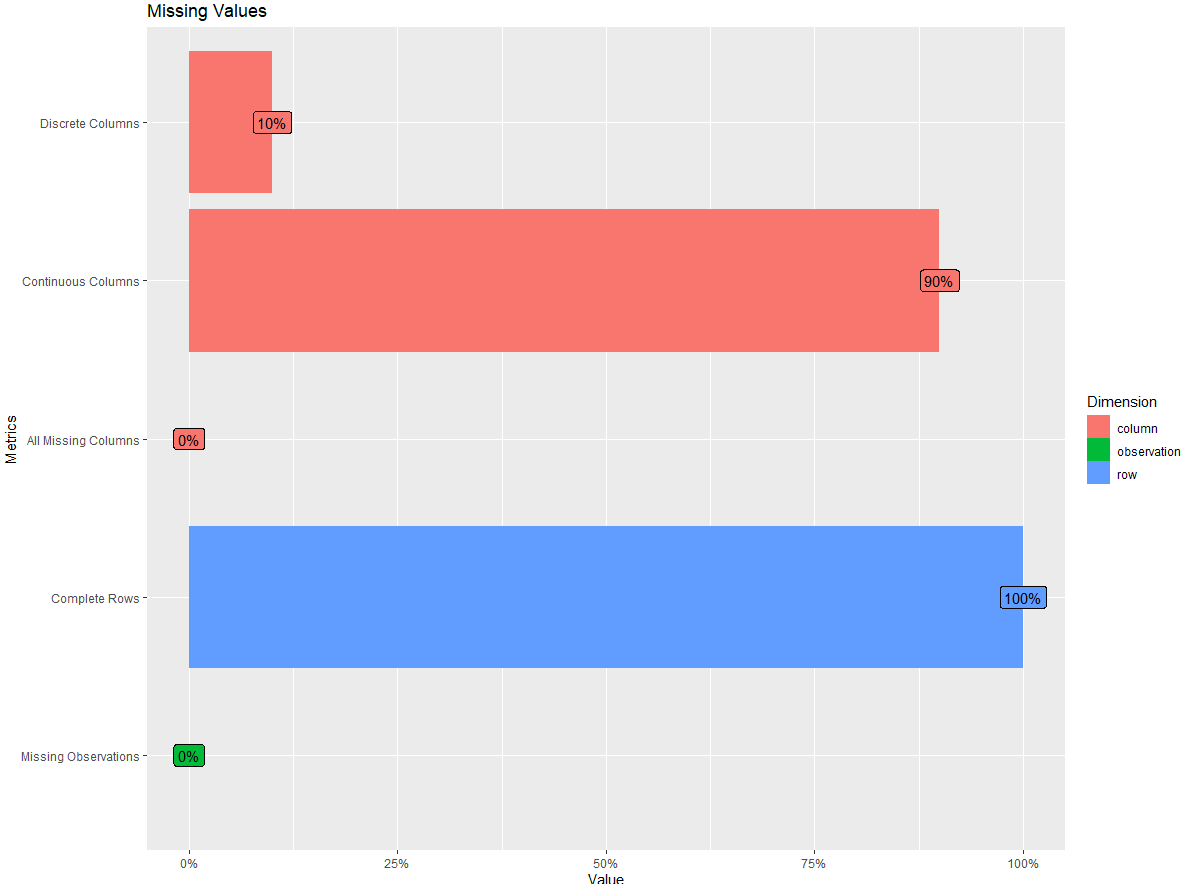 Missing Values
Discrete Columns
10%
Continuous Columns
90%
All Missing Columns
0%
Complete Rows
100%
Missing Observations
0%
Metrics
0%
25%
50%
75%
100%
Value
Dimension
column
observation
row